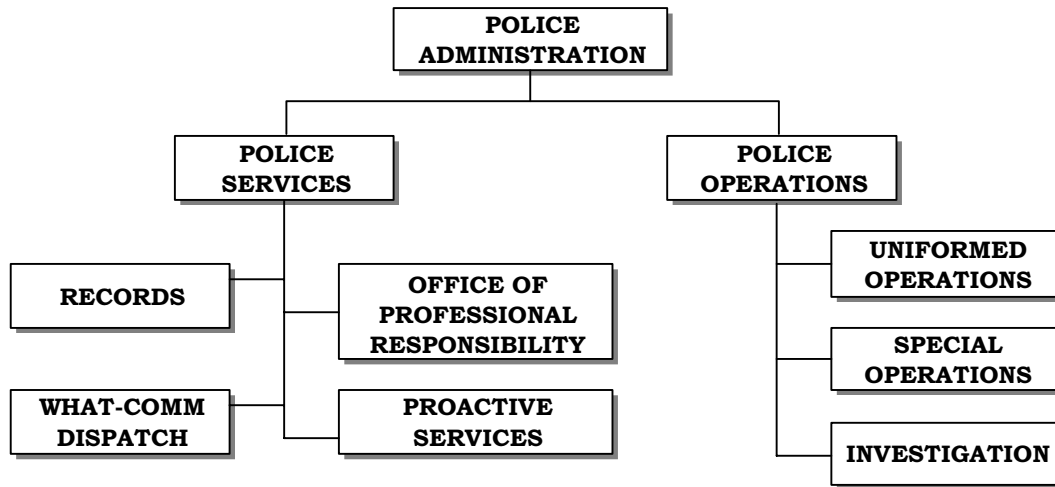 POLICE
ADMINISTRATION
POLICE
SERVICES
POLICE
OPERATIONS
RECORDS
OFFICE OF
PROFESSIONAL
RESPONSIBILITY
WHAT-COMM
DISPATCH
PROACTIVE
SERVICES
UNIFORMED
OPERATIONS
SPECIAL
OPERATIONS
INVESTIGATION